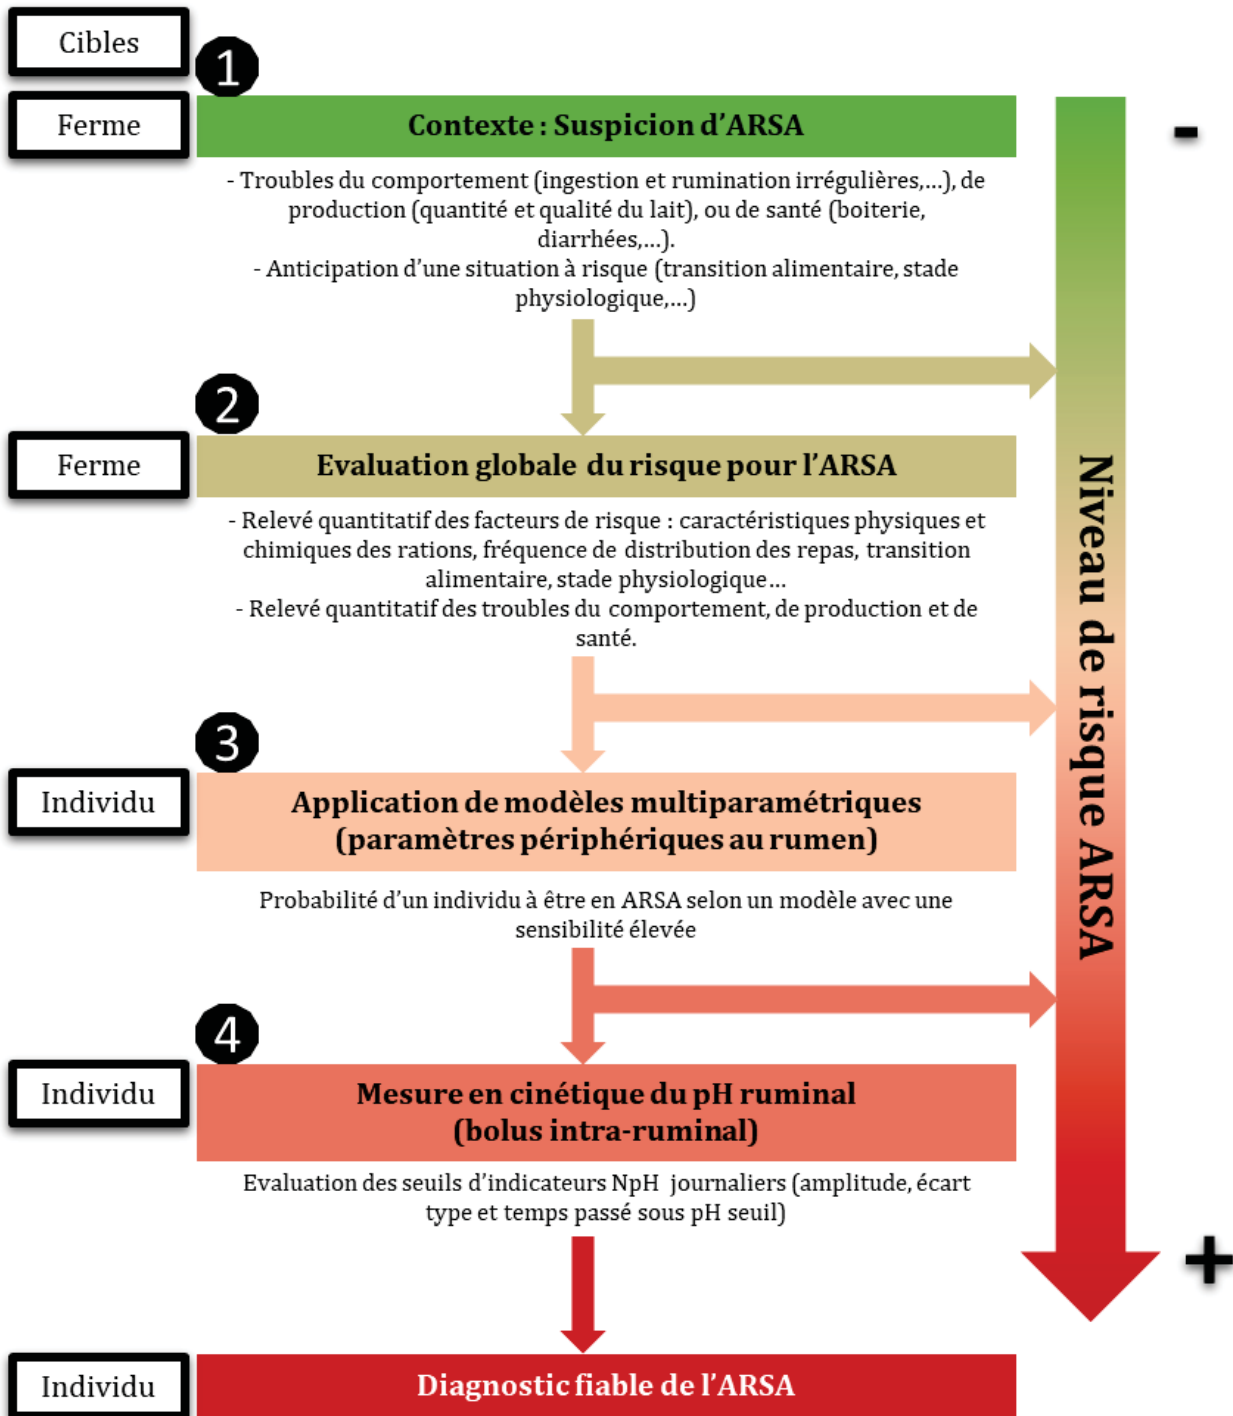 Cibles
1
Ferme
Contexte : Suspicion d'ARSA
-
- Troubles du comportement (ingestion et rumination irrégulières,...), de
production (quantité et qualité du lait), ou de santé (boiterie,
diarrhées,...).
- Anticipation d'une situation à risque (transition alimentaire, stade
physiologique,...)
2
Ferme
Evaluation globale du risque pour l'ARSA
- Relevé quantitatif des facteurs de risque : caractéristiques physiques et
chimiques des rations, fréquence de distribution des repas, transition
alimentaire, stade physiologique...
- Relevé quantitatif des troubles du comportement, de production et de
santé.
Niveau de risque ARSA
3
Individu
Application de modèles multiparamétriques
(paramètres périphériques au rumen)
Probabilité d'un individu à être en ARSA selon un modèle avec une
sensibilité élevée
4
Individu
Mesure en cinétique du pH ruminal
(bolus intra-ruminal)
Evaluation des seuils d'indicateurs NpH journaliers (amplitude, écart
type et temps passé sous pH seuil)
+
Individu
Diagnostic fiable de l'ARSA